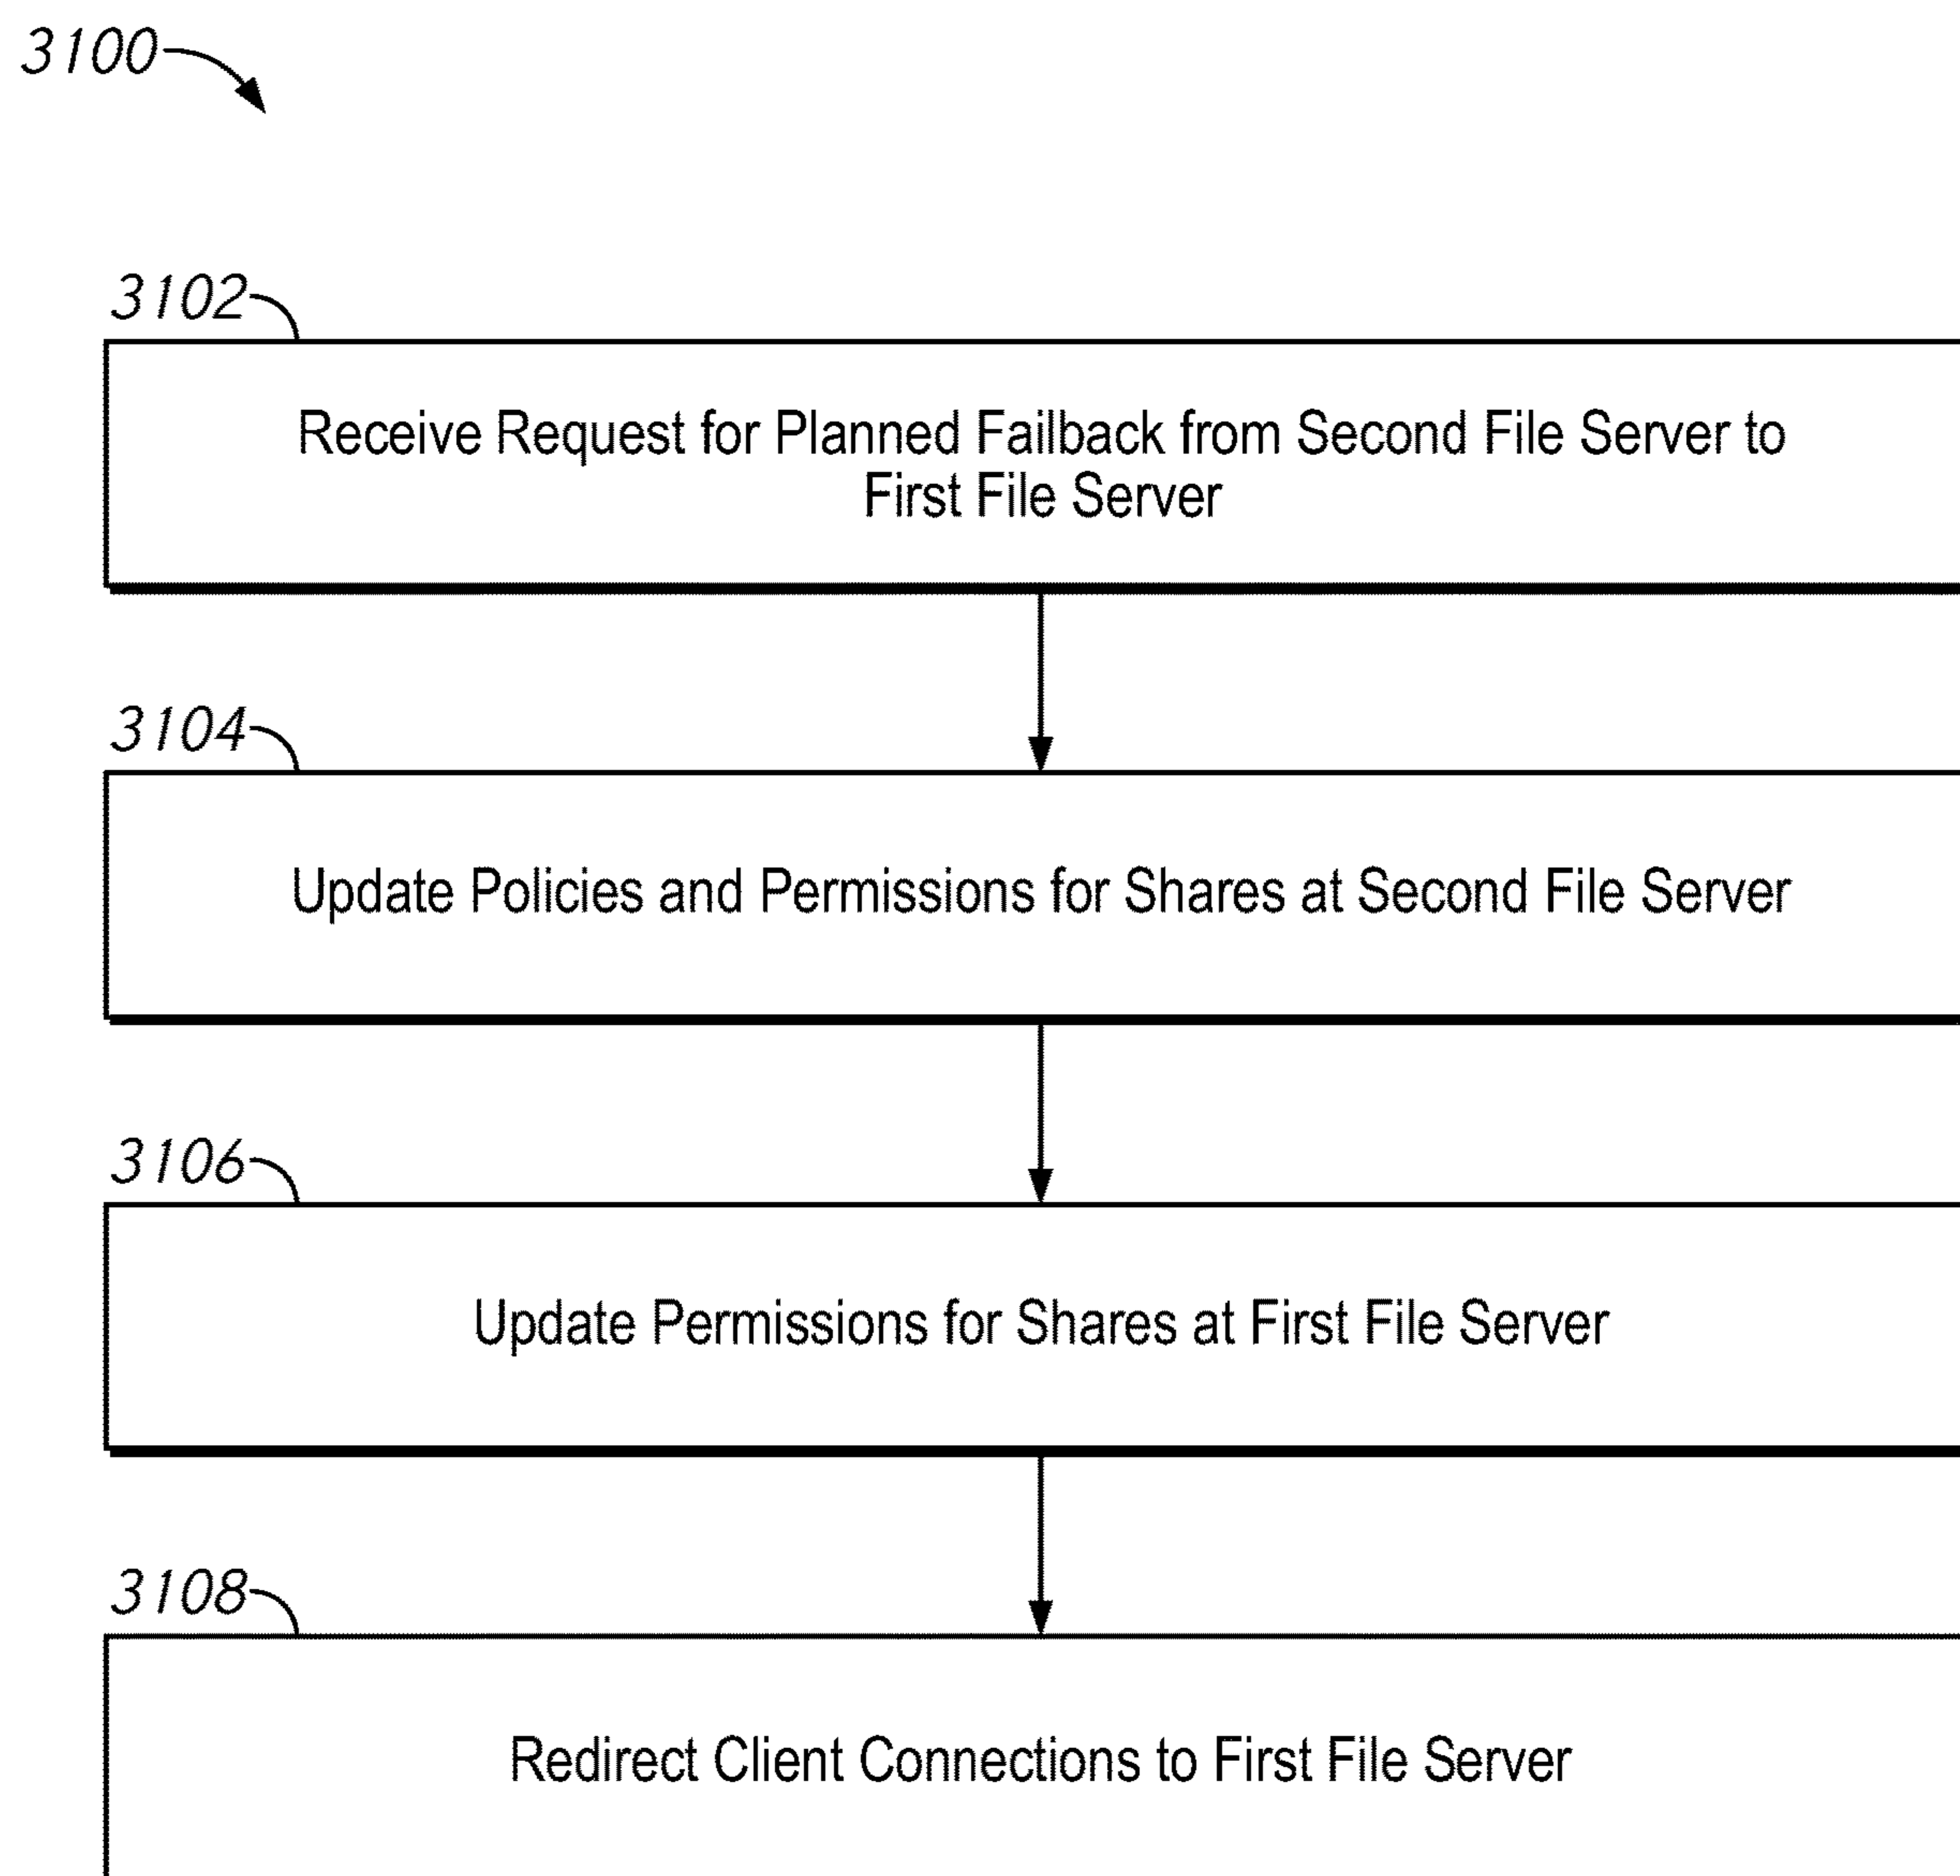 3100
3102
Receive Request for Planned Failback from Second File Server to
First File Server
3104
Update Policies and Permissions for Shares at Second File Server
3106
Update Permissions for Shares at First File Server
3108
Redirect Client Connections to First File Server